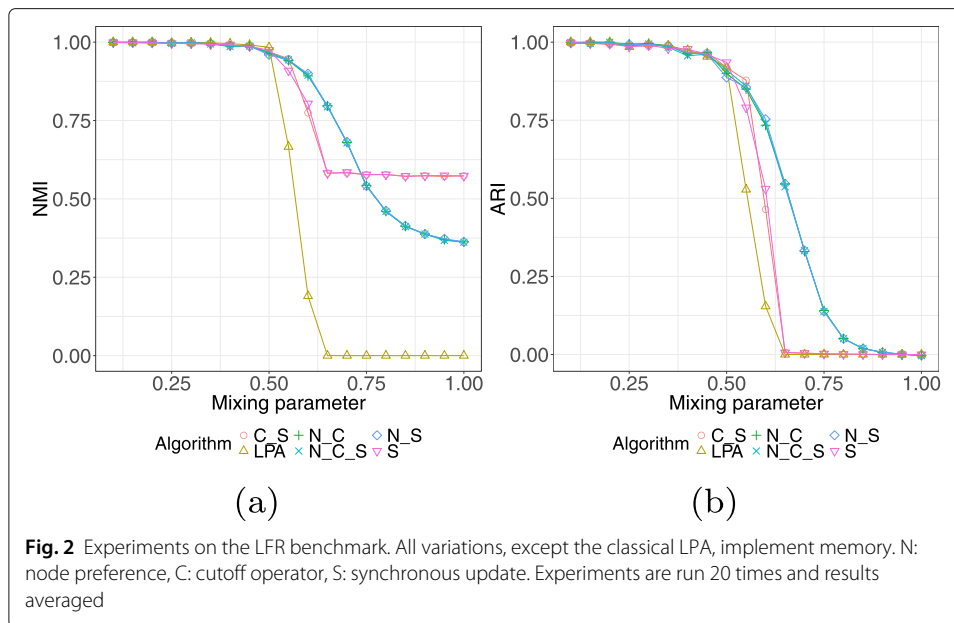 1.00
0.75
0.50
0.25
0.00
NMI
0.25 0.50 0.75 1.00
Mixing parameter
Algorithm C_S N_C N_S
LPA N_C_S S
(a)
1.00
0.75
0.50
0.25
0.00
ARI
0.25 0.50 0.75 1.00
Mixing parameter
Algorithm C_S N_C N_S
LPA N_C_S S
(b)
Fig. 2 Experiments on the LFR benchmark. All variations, except the classical LPA, implement memory. N:
node preference, C: cutoff operator, S: synchronous update. Experiments are run 20 times and results
averaged